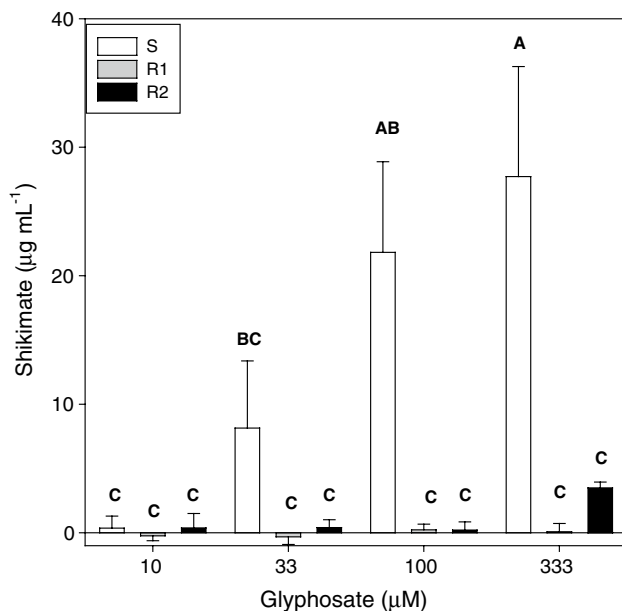 40
30
20
10
0
Shikimate (µg mL⁻¹)
S
R1
R2
A
AB
BC
C
C
C
C
C
C
C
C
C
10
33
100
333
Glyphosate (µM)